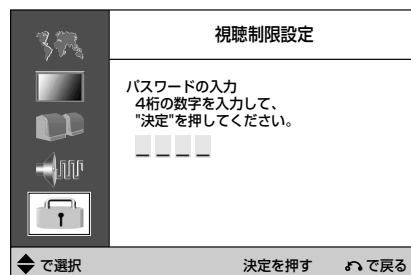 視聴制限設定
パスワードの入力
4桁の数字を入力して、
"決定"を押してください。
で選択 決定を押す で戻る